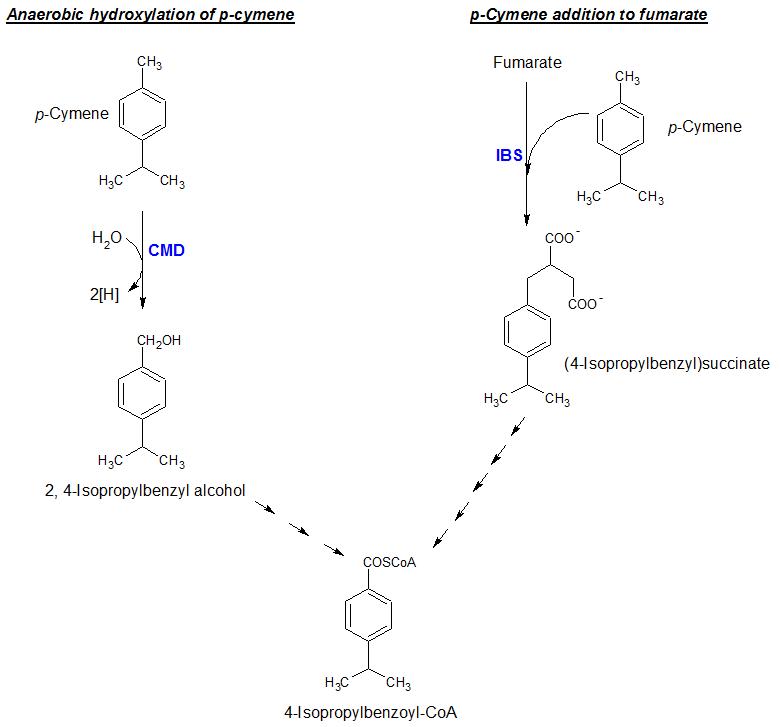 Anaerobic hydroxylation of p-cymene
CH₃
p-Cymene
H₃C CH₃
H₂O
CMD
2[H]
CH₂OH
H₃C CH₃
2, 4-Isopropylbenzyl alcohol
p-Cymene addition to fumarate
Fumarate
CH₃
p-Cymene
IBS
H₃C CH₃
COO⁻
COO⁻
(4-Isopropylbenzyl)succinate
H₃C CH₃
COSCoA
H₃C CH₃
4-Isopropylbenzoyl-CoA